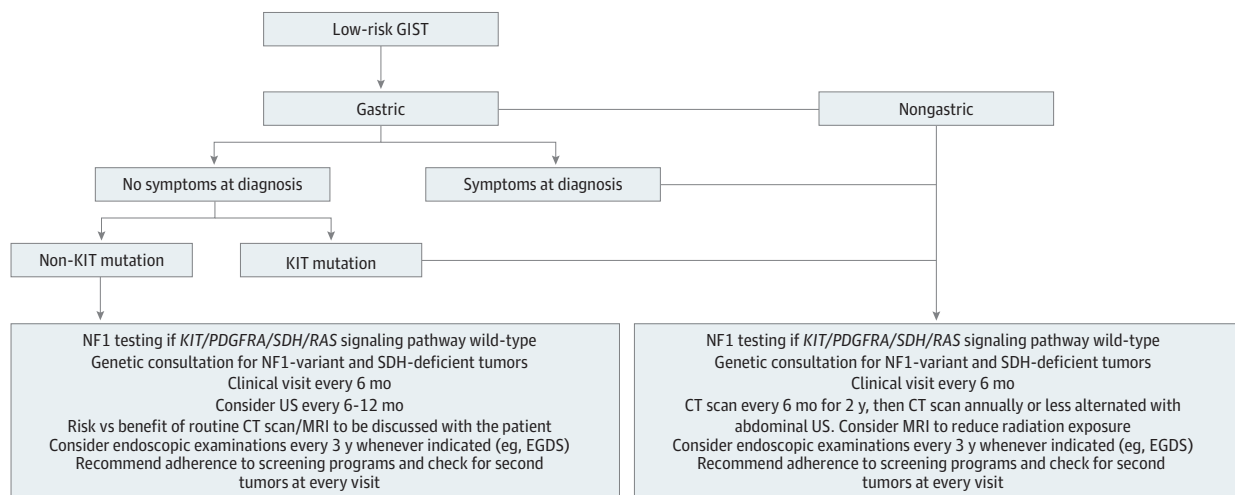 Low-risk GIST
Gastric
Nongastric
No symptoms at diagnosis
Symptoms at diagnosis
Non-KIT mutation
KIT mutation
NF1 testing if KIT/PDGFRA/SDH/RAS signaling pathway wild-type
Genetic consultation for NF1-variant and SDH-deficient tumors
Clinical visit every 6 mo
Consider US every 6-12 mo
Risk vs benefit of routine CT scan/MRI to be discussed with the patient
Consider endoscopic examinations every 3 y whenever indicated (eg, EGDS)
Recommend adherence to screening programs and check for second
tumors at every visit
NF1 testing if KIT/PDGFRA/SDH/RAS signaling pathway wild-type
Genetic consultation for NF1-variant and SDH-deficient tumors
Clinical visit every 6 mo
CT scan every 6 mo for 2 y, then CT scan annually or less alternated with
abdominal US. Consider MRI to reduce radiation exposure
Consider endoscopic examinations every 3 y whenever indicated (eg, EGDS)
Recommend adherence to screening programs and check for second
tumors at every visit